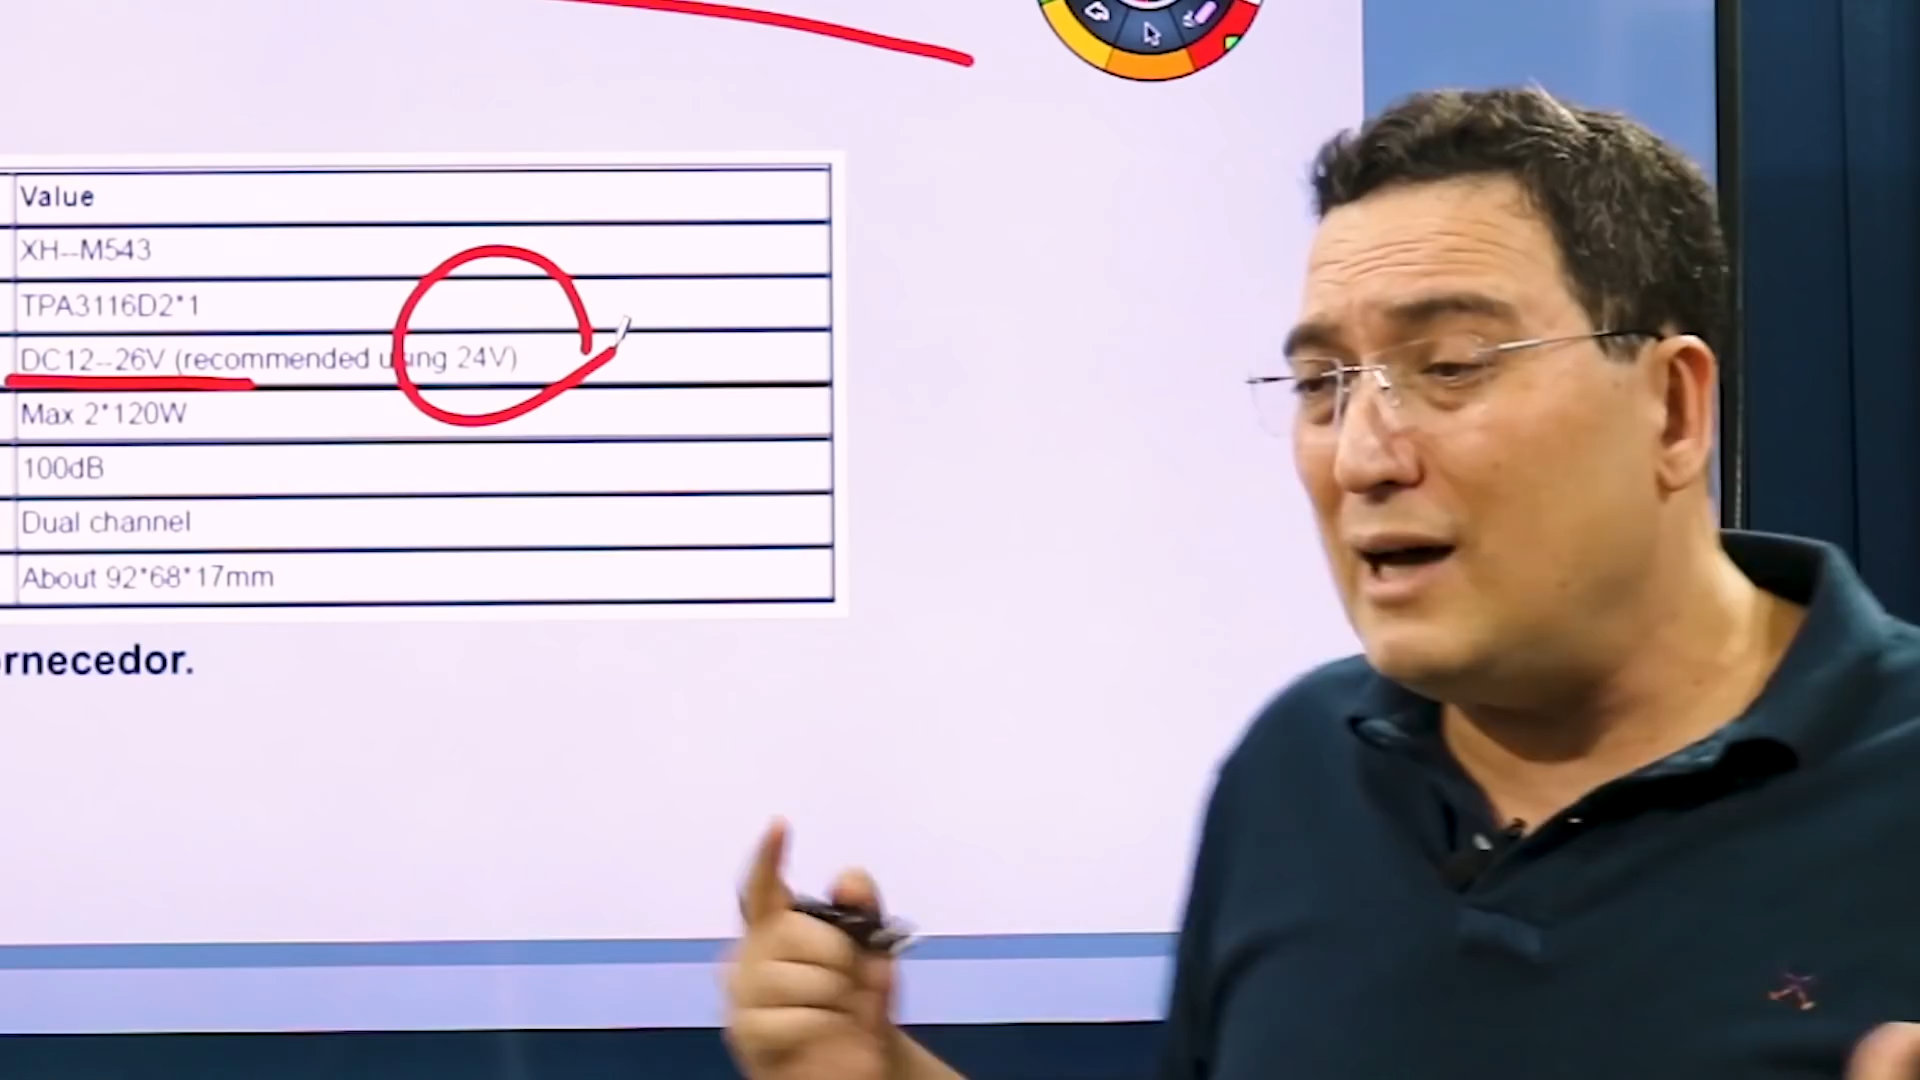 Value
XH--M543
TPA3116D2*1
DC12--26V (recommended using 24V)
Max 2*120W
100dB
Dual channel
About 92*68*17mm
rnecedor.